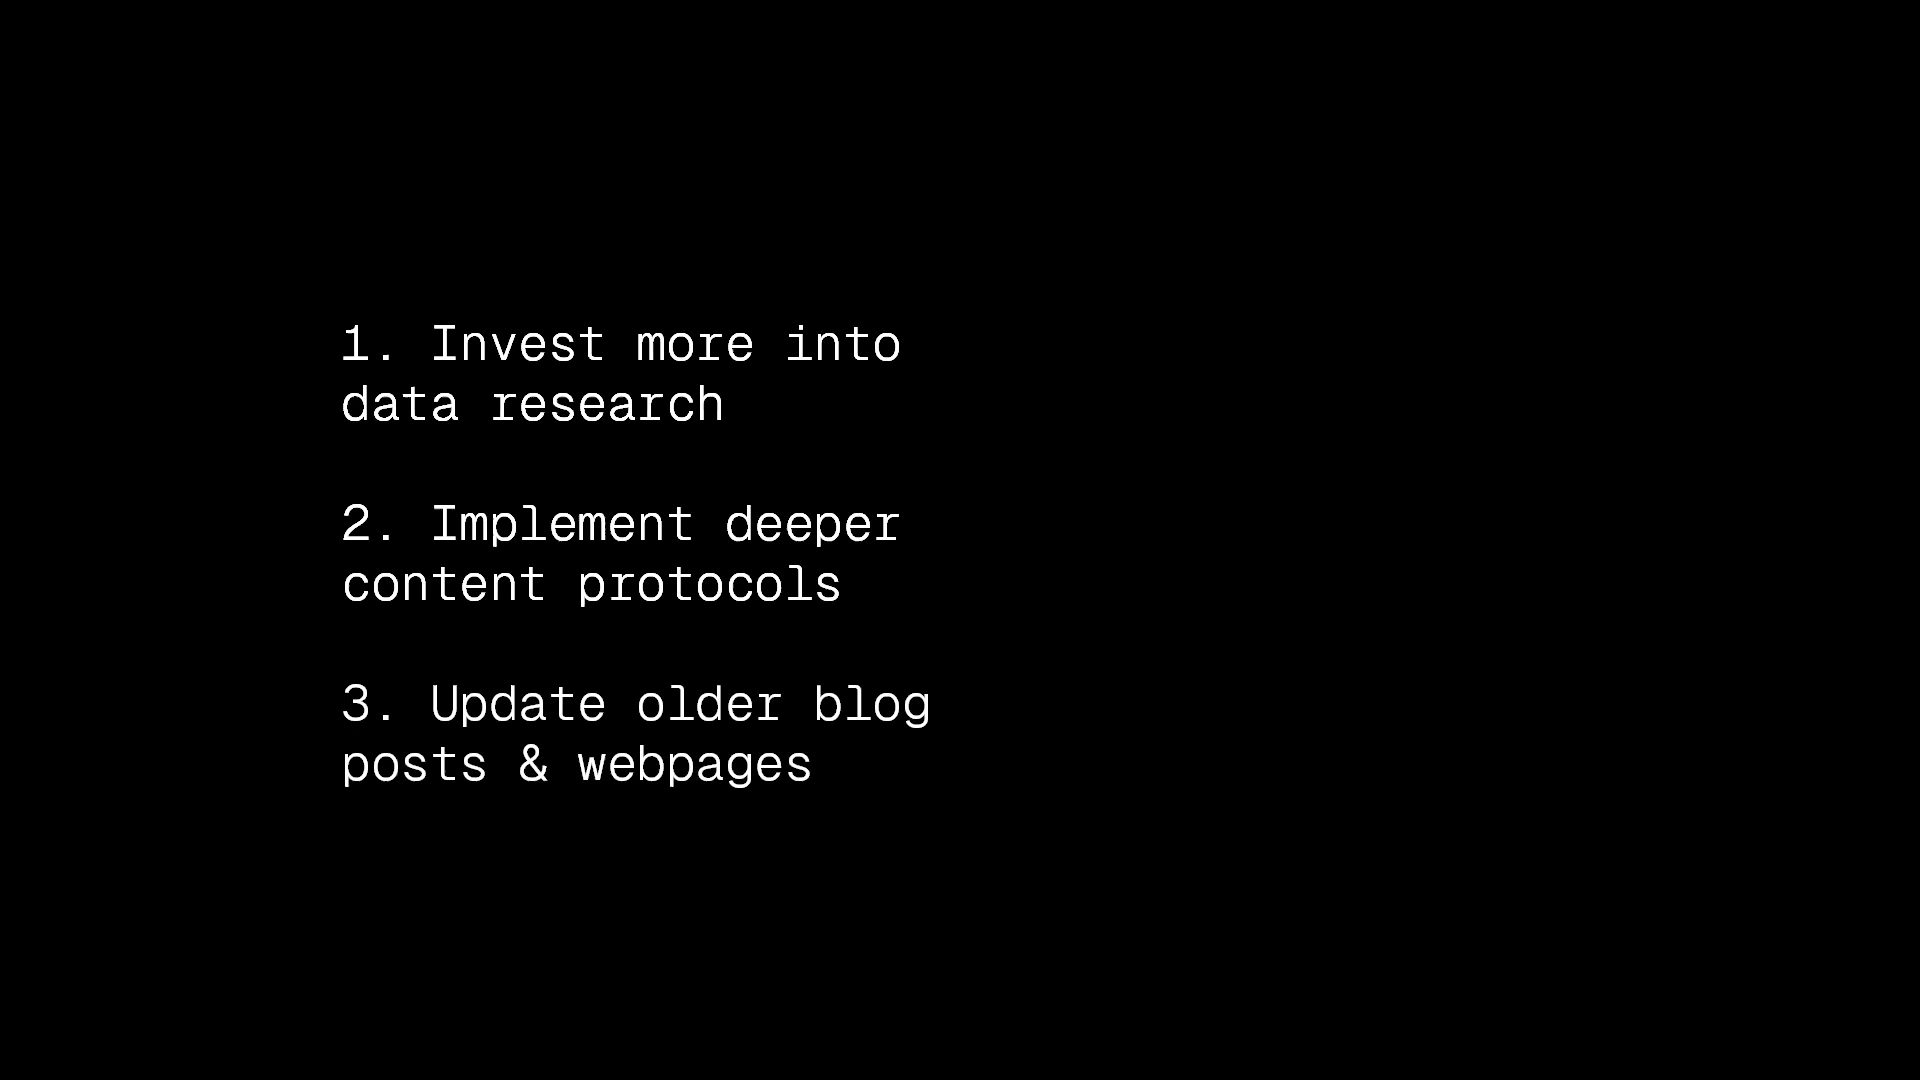 1. Invest more into
data research
2. Implement deeper
content protocols
3. Update older blog
posts & webpages